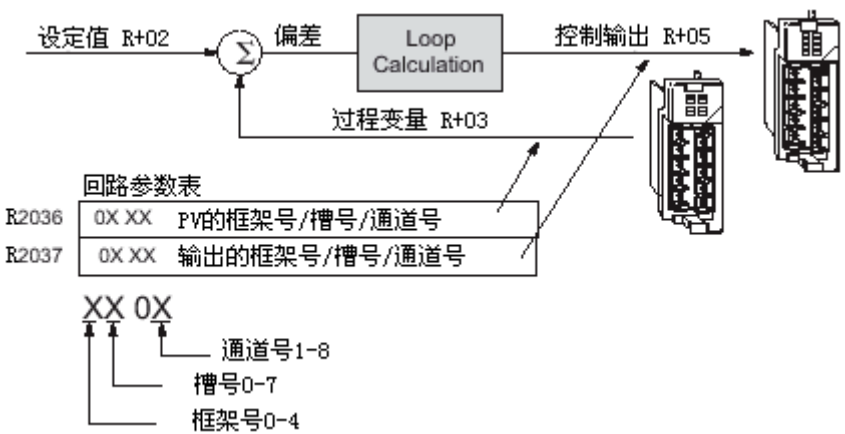 设定值 R+02
Σ
偏差
Loop
Calculation
控制输出 R+05
过程变量 R+03
回路参数表
R2036 0X XX PV的框架号/槽号/通道号
R2037 0X XX 输出的框架号/槽号/通道号
XX 0X
通道号1-8
槽号0-7
框架号0-4